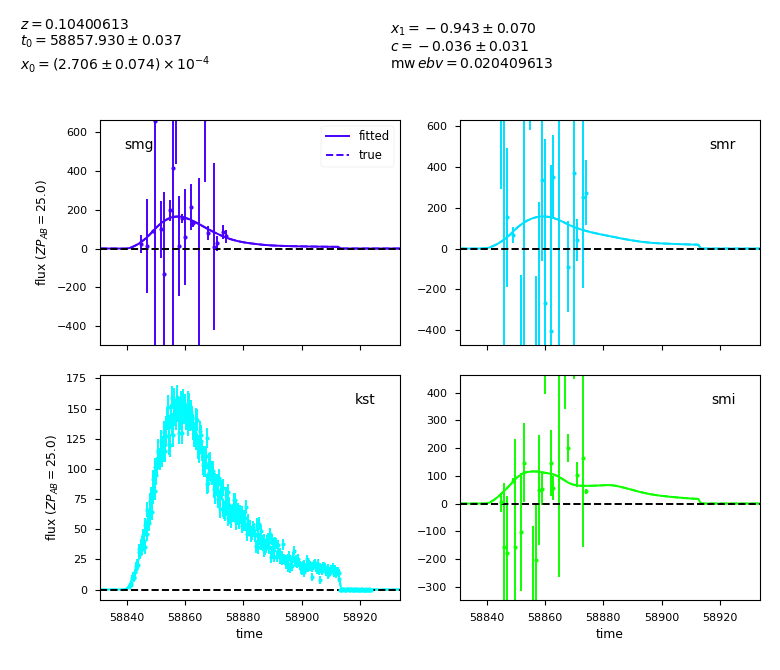 z = 0.10400613
t₀ = 58857.930 ± 0.037
x₀ = (2.706 ± 0.074) × 10⁻⁴
x₁ = −0.943 ± 0.070
c = −0.036 ± 0.031
mw ebv = 0.020409613
smg
fitted
true
600
400
200
0
−200
−400
flux (ZP_AB = 25.0)
smr
600
400
200
0
−200
−400
kst
175
150
125
100
75
50
25
0
flux (ZP_AB = 25.0)
58840 58860 58880 58900 58920
time
smi
400
300
200
100
0
−100
−200
−300
58840 58860 58880 58900 58920
time